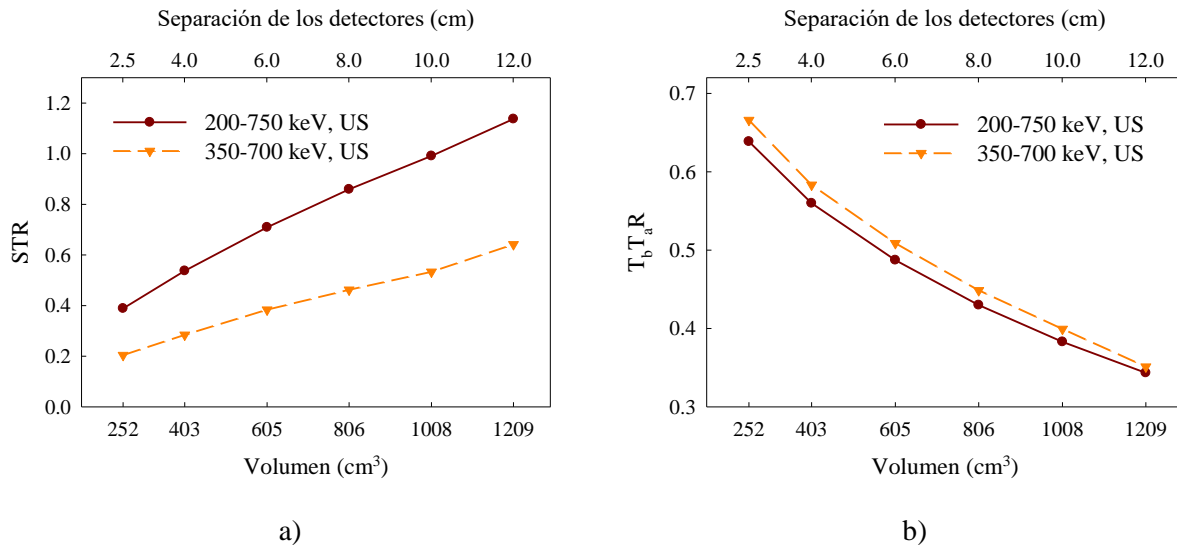 Separación de los detectores (cm)
2.5 4.0 6.0 8.0 10.0 12.0
1.2
1.0
0.8
0.6
0.4
0.2
0.0
STR
200-750 keV, US
350-700 keV, US
252 403 605 806 1008 1209
Volumen (cm³)
a)
Separación de los detectores (cm)
2.5 4.0 6.0 8.0 10.0 12.0
0.7
0.6
0.5
0.4
0.3
TbTaR
200-750 keV, US
350-700 keV, US
252 403 605 806 1008 1209
Volumen (cm³)
b)